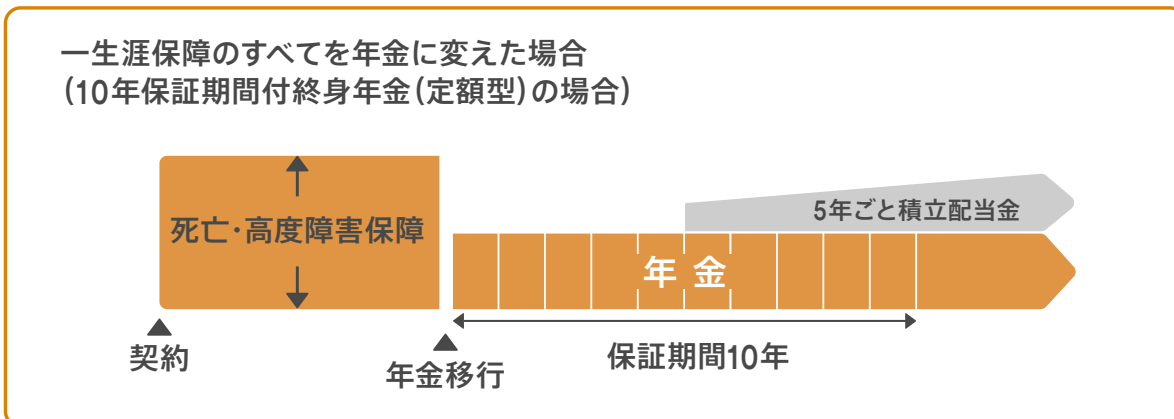 一生涯保障のすべてを年金に変えた場合
(10年保証期間付終身年金(定額型)の場合)
死亡・高度障害保障
5年ごと積立配当金
年金
契約
年金移行
保証期間10年